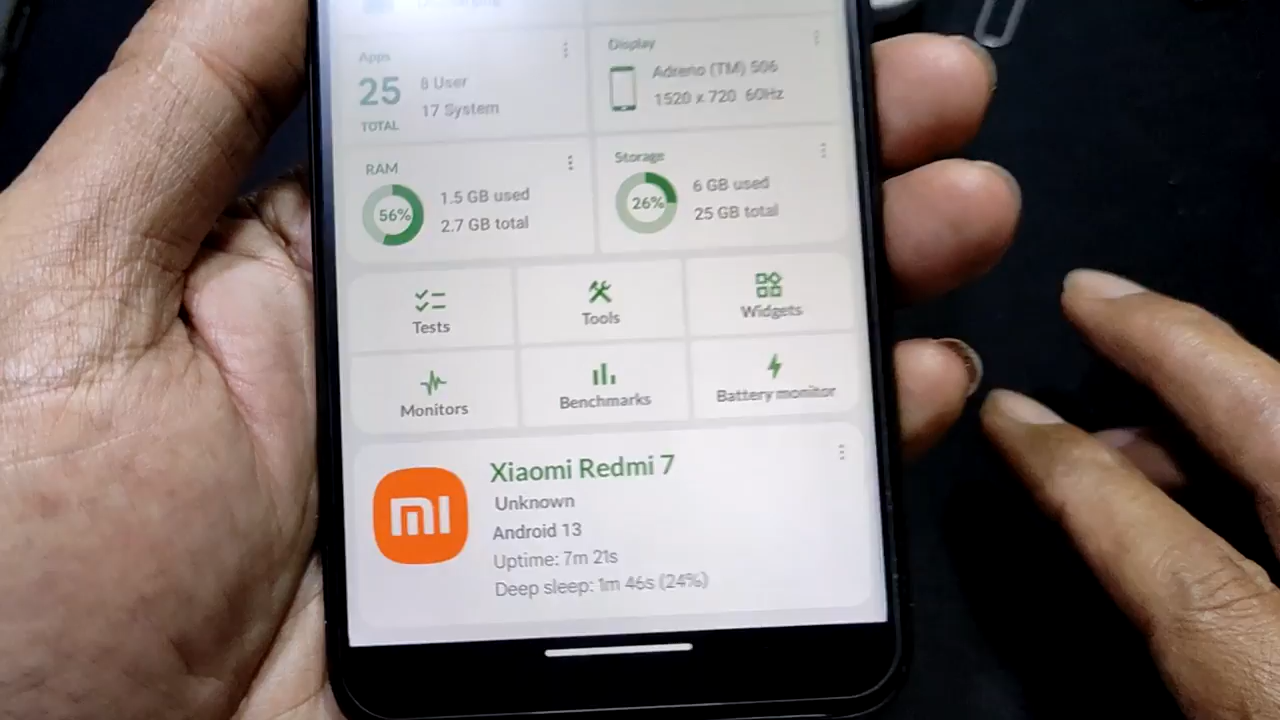 Apps
25
TOTAL
8 User
17 System
Display
Adreno (TM) 506
1520 x 720 60Hz
RAM
56%
1.5 GB used
2.7 GB total
Storage
26%
6 GB used
25 GB total
Tests
Tools
Widgets
Monitors
Benchmarks
Battery monitor
Xiaomi Redmi 7
Unknown
Android 13
Uptime: 7m 21s
Deep sleep: 1m 46s (24%)